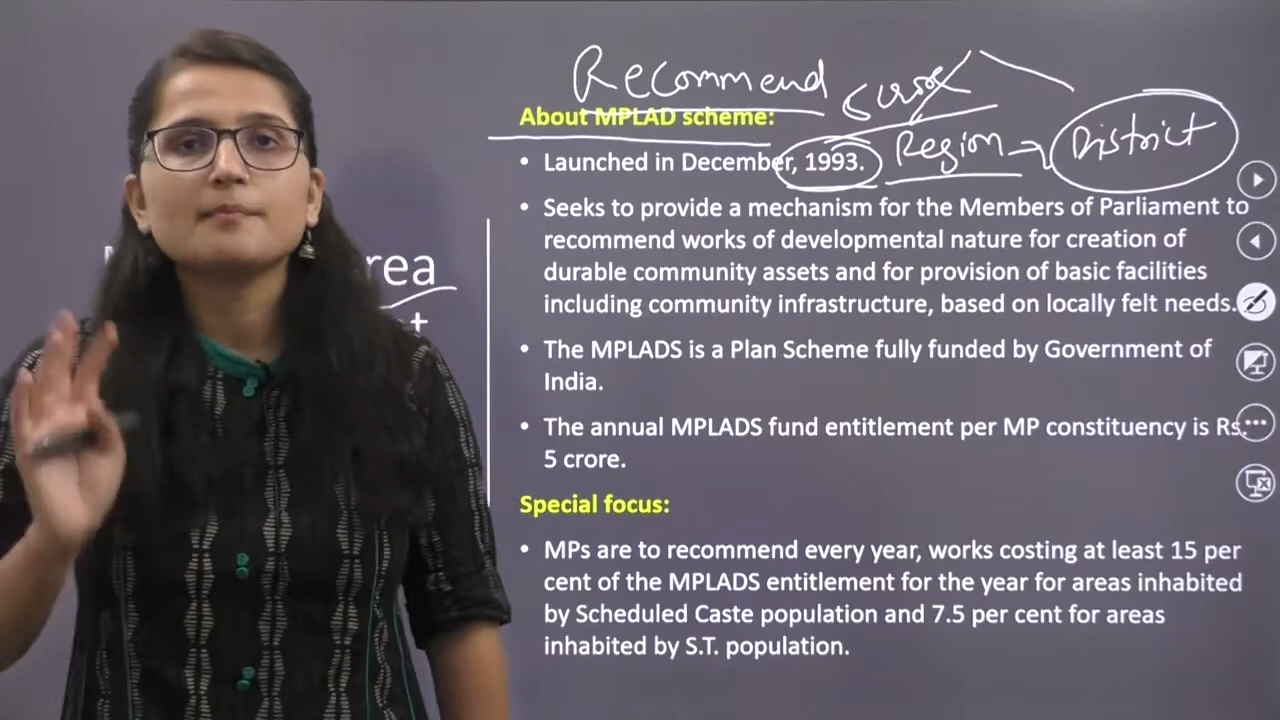 Recommend
5 crore
About MPLAD scheme:
Region → District
• Launched in December, 1993.
• Seeks to provide a mechanism for the Members of Parliament to
recommend works of developmental nature for creation of
durable community assets and for provision of basic facilities
including community infrastructure, based on locally felt needs.
• The MPLADS is a Plan Scheme fully funded by Government of
India.
• The annual MPLADS fund entitlement per MP constituency is Rs.
5 crore.
Special focus:
• MPs are to recommend every year, works costing at least 15 per
cent of the MPLADS entitlement for the year for areas inhabited
by Scheduled Caste population and 7.5 per cent for areas
inhabited by S.T. population.